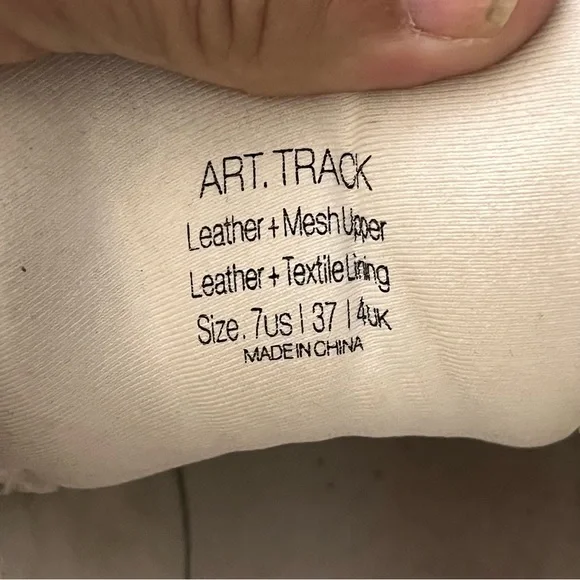 ART. TRACK
Leather + Mesh Upper
Leather + Textile Lining
Size. 7us | 37 | 4UK
MADE IN CHINA